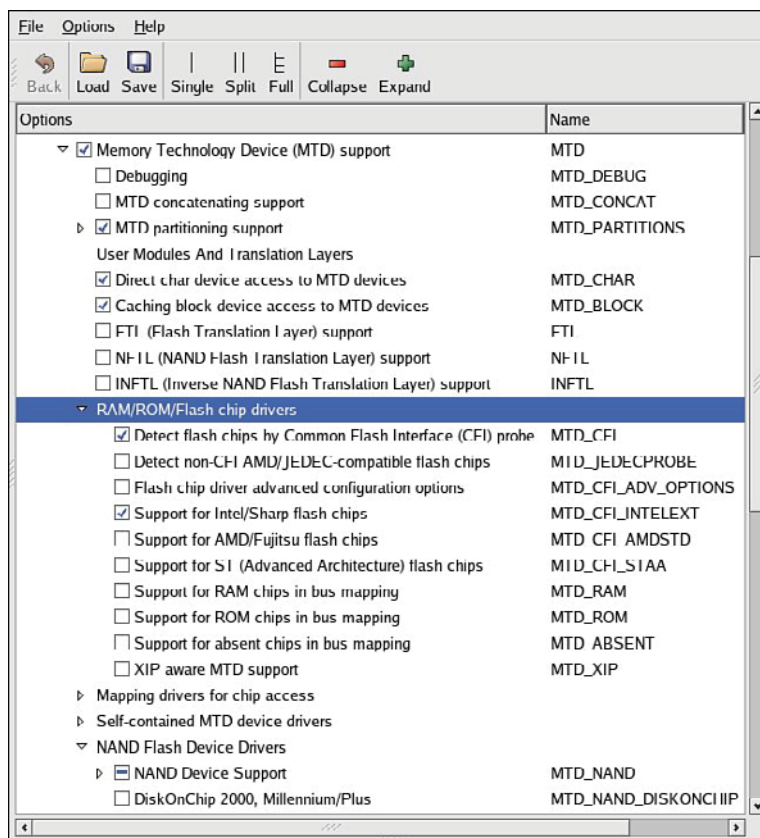 File Options Help
Back Load Save Single Split Full Collapse Expand
Options Name
Memory Technology Device (MTD) support MTD
Debugging MTD_DEBUG
MTD concatenating support MTD_CONCAT
MTD partitioning support MTD_PARTITIONS
User Modules And Translation Layers
Direct char device access to MTD devices MTD_CHAR
Caching block device access to MTD devices MTD_BLOCK
FTL (Flash Translation Layer) support FTL
NFTL (NAND Flash Translation Layer) support NFTL
INFTL (Inverse NAND Flash Translation Layer) support INFTL
RAM/ROM/Flash chip drivers
Detect flash chips by Common Flash Interface (CFI) probe MTD_CFI
Detect non-CFI AMD/JEDEC-compatible flash chips MTD_JEDECPROBE
Flash chip driver advanced configuration options MTD_CFI_ADV_OPTIONS
Support for Intel/Sharp flash chips MTD_CFI_INTELEXT
Support for AMD/Fujitsu flash chips MTD_CFI_AMDSTD
Support for ST (Advanced Architecture) flash chips MTD_CFI_STAA
Support for RAM chips in bus mapping MTD_RAM
Support for ROM chips in bus mapping MTD_ROM
Support for absent chips in bus mapping MTD_ABSENT
XIP aware MTD support MTD_XIP
Mapping drivers for chip access
Self-contained MTD device drivers
NAND Flash Device Drivers
NAND Device Support MTD_NAND
DiskOnChip 2000, Millennium/Plus MTD_NAND_DISKONCHIP